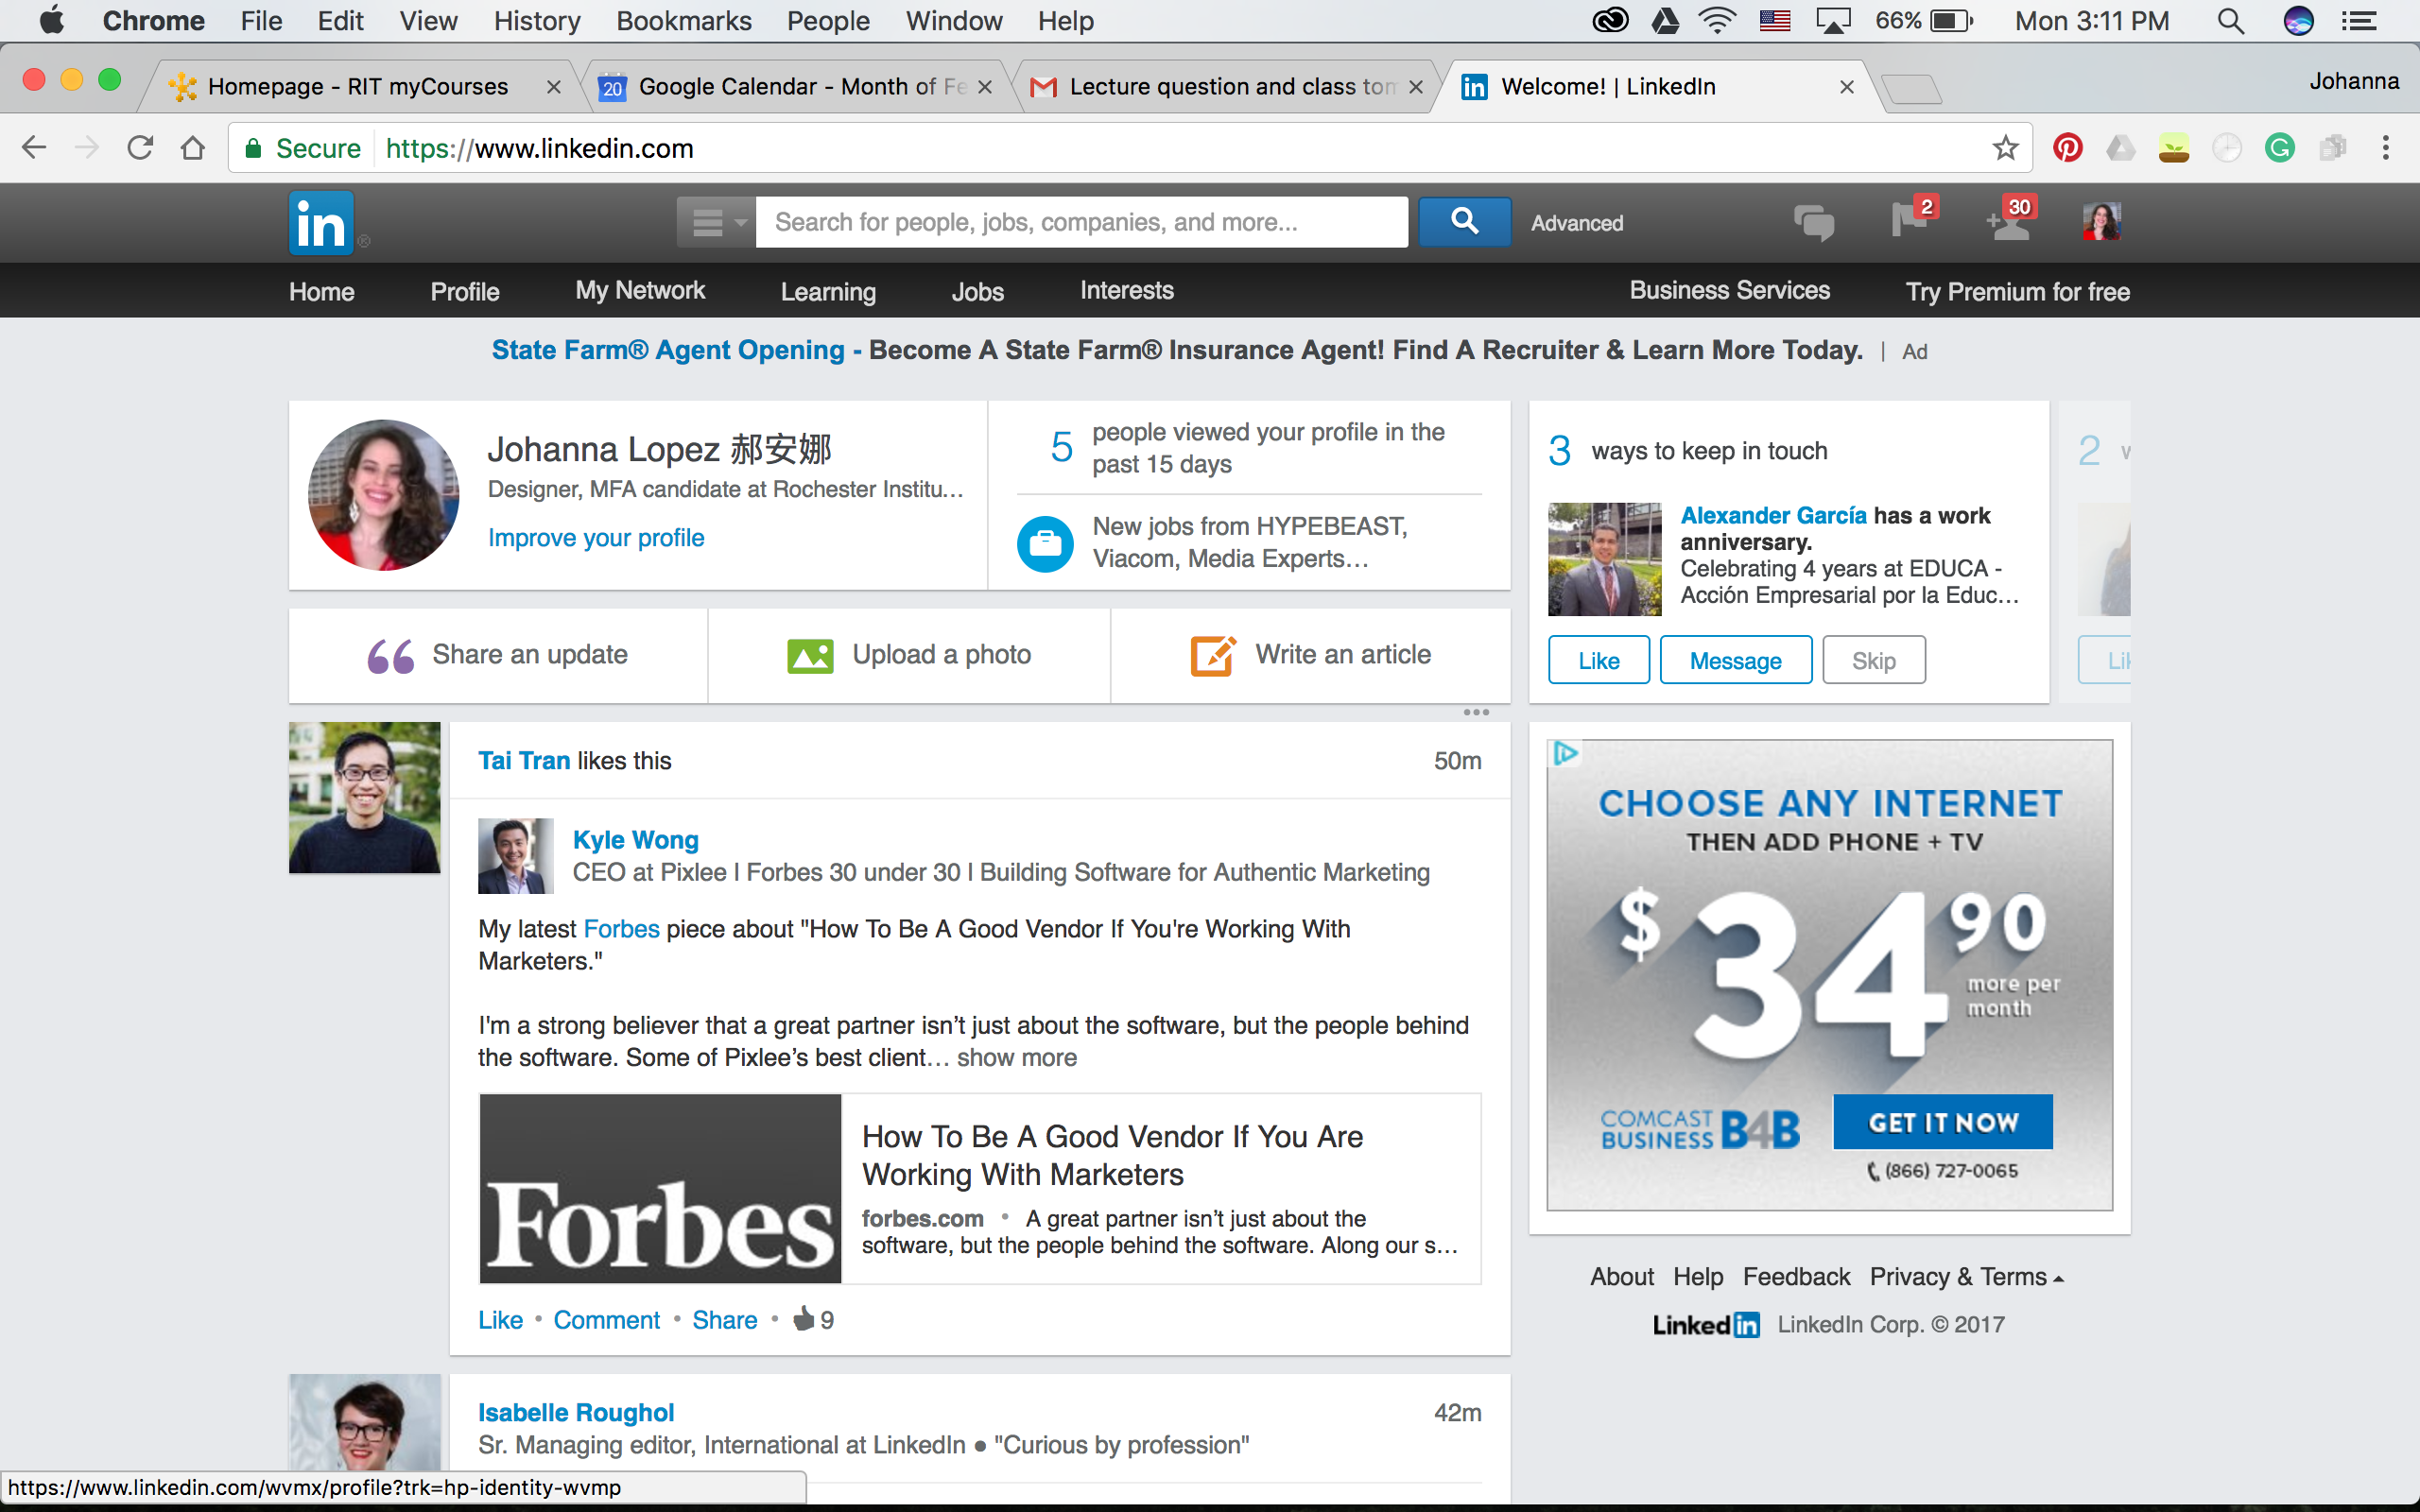 Chrome File Edit View History Bookmarks People Window Help 66% Mon 3:11 PM
Homepage - RIT myCourses
20 Google Calendar - Month of Fe
Lecture question and class tom
in Welcome! | LinkedIn
Johanna
Secure https://www.linkedin.com
in ®
Search for people, jobs, companies, and more...
Advanced
2
30
Home Profile My Network Learning Jobs Interests Business Services Try Premium for free
State Farm® Agent Opening - Become A State Farm® Insurance Agent! Find A Recruiter & Learn More Today. | Ad
Johanna Lopez 郝安娜
Designer, MFA candidate at Rochester Institu...
Improve your profile
5 people viewed your profile in the
past 15 days
New jobs from HYPEBEAST,
Viacom, Media Experts...
3 ways to keep in touch
2
Alexander García has a work
anniversary.
Celebrating 4 years at EDUCA -
Acción Empresarial por la Educ...
Like Message Skip
Share an update
Upload a photo
Write an article
Tai Tran likes this 50m
Kyle Wong
CEO at Pixlee I Forbes 30 under 30 I Building Software for Authentic Marketing
My latest Forbes piece about "How To Be A Good Vendor If You're Working With
Marketers."
I'm a strong believer that a great partner isn’t just about the software, but the people behind
the software. Some of Pixlee’s best client... show more
Forbes
How To Be A Good Vendor If You Are
Working With Marketers
forbes.com • A great partner isn’t just about the
software, but the people behind the software. Along our s...
Like • Comment • Share • 9
CHOOSE ANY INTERNET
THEN ADD PHONE + TV
$34.90
more per
month
COMCAST
BUSINESS B4B
GET IT NOW
(866) 727-0065
About Help Feedback Privacy & Terms
Linked in LinkedIn Corp. © 2017
Isabelle Roughol 42m
Sr. Managing editor, International at LinkedIn ● "Curious by profession"
https://www.linkedin.com/wvmx/profile?trk=hp-identity-wvmp